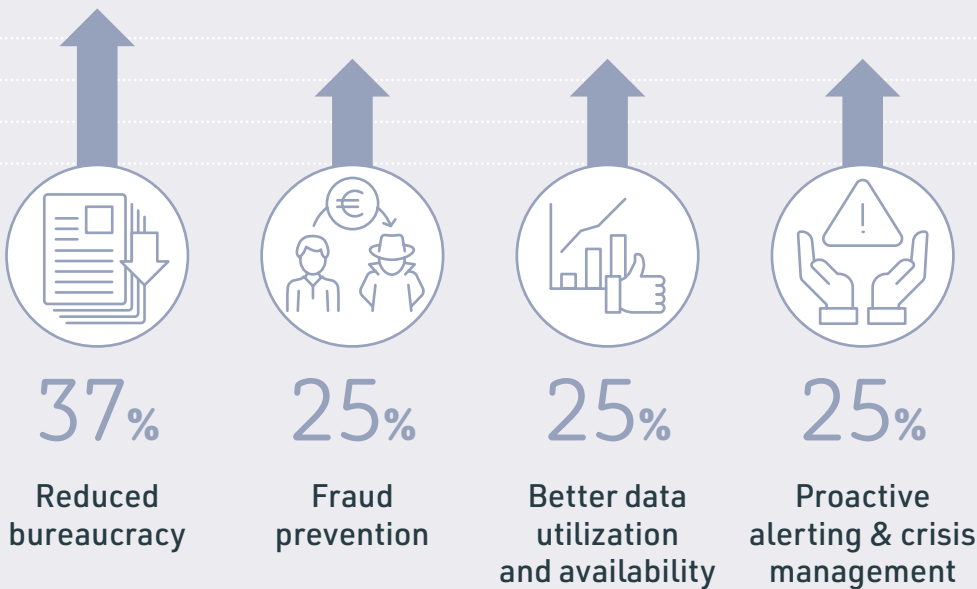 €
37%
Reduced
bureaucracy
25%
Fraud
prevention
25%
Better data
utilization
and availability
25%
Proactive
alerting & crisis
management